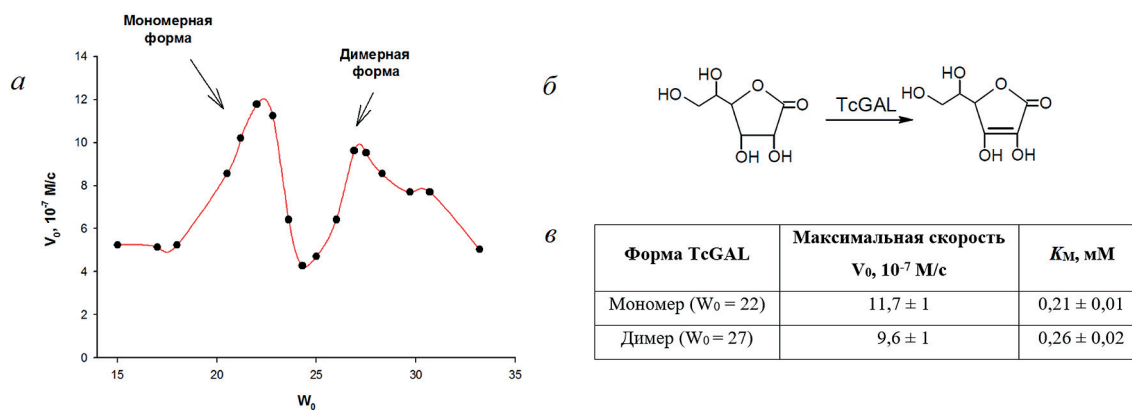 а
Мономерная
форма
Димерная
форма
V₀, 10⁻⁷ М/с
14
12
10
8
6
4
2
0
15
20
25
30
35
W₀
б
HO
HO
O
O
OH
OH
TcGAL
HO
HO
O
O
OH
OH
в
Форма TcGAL
Максимальная скорость
V₀, 10⁻⁷ М/с
Kм, мМ
Мономер (W₀ = 22)
11,7 ± 1
0,21 ± 0,01
Димер (W₀ = 27)
9,6 ± 1
0,26 ± 0,02